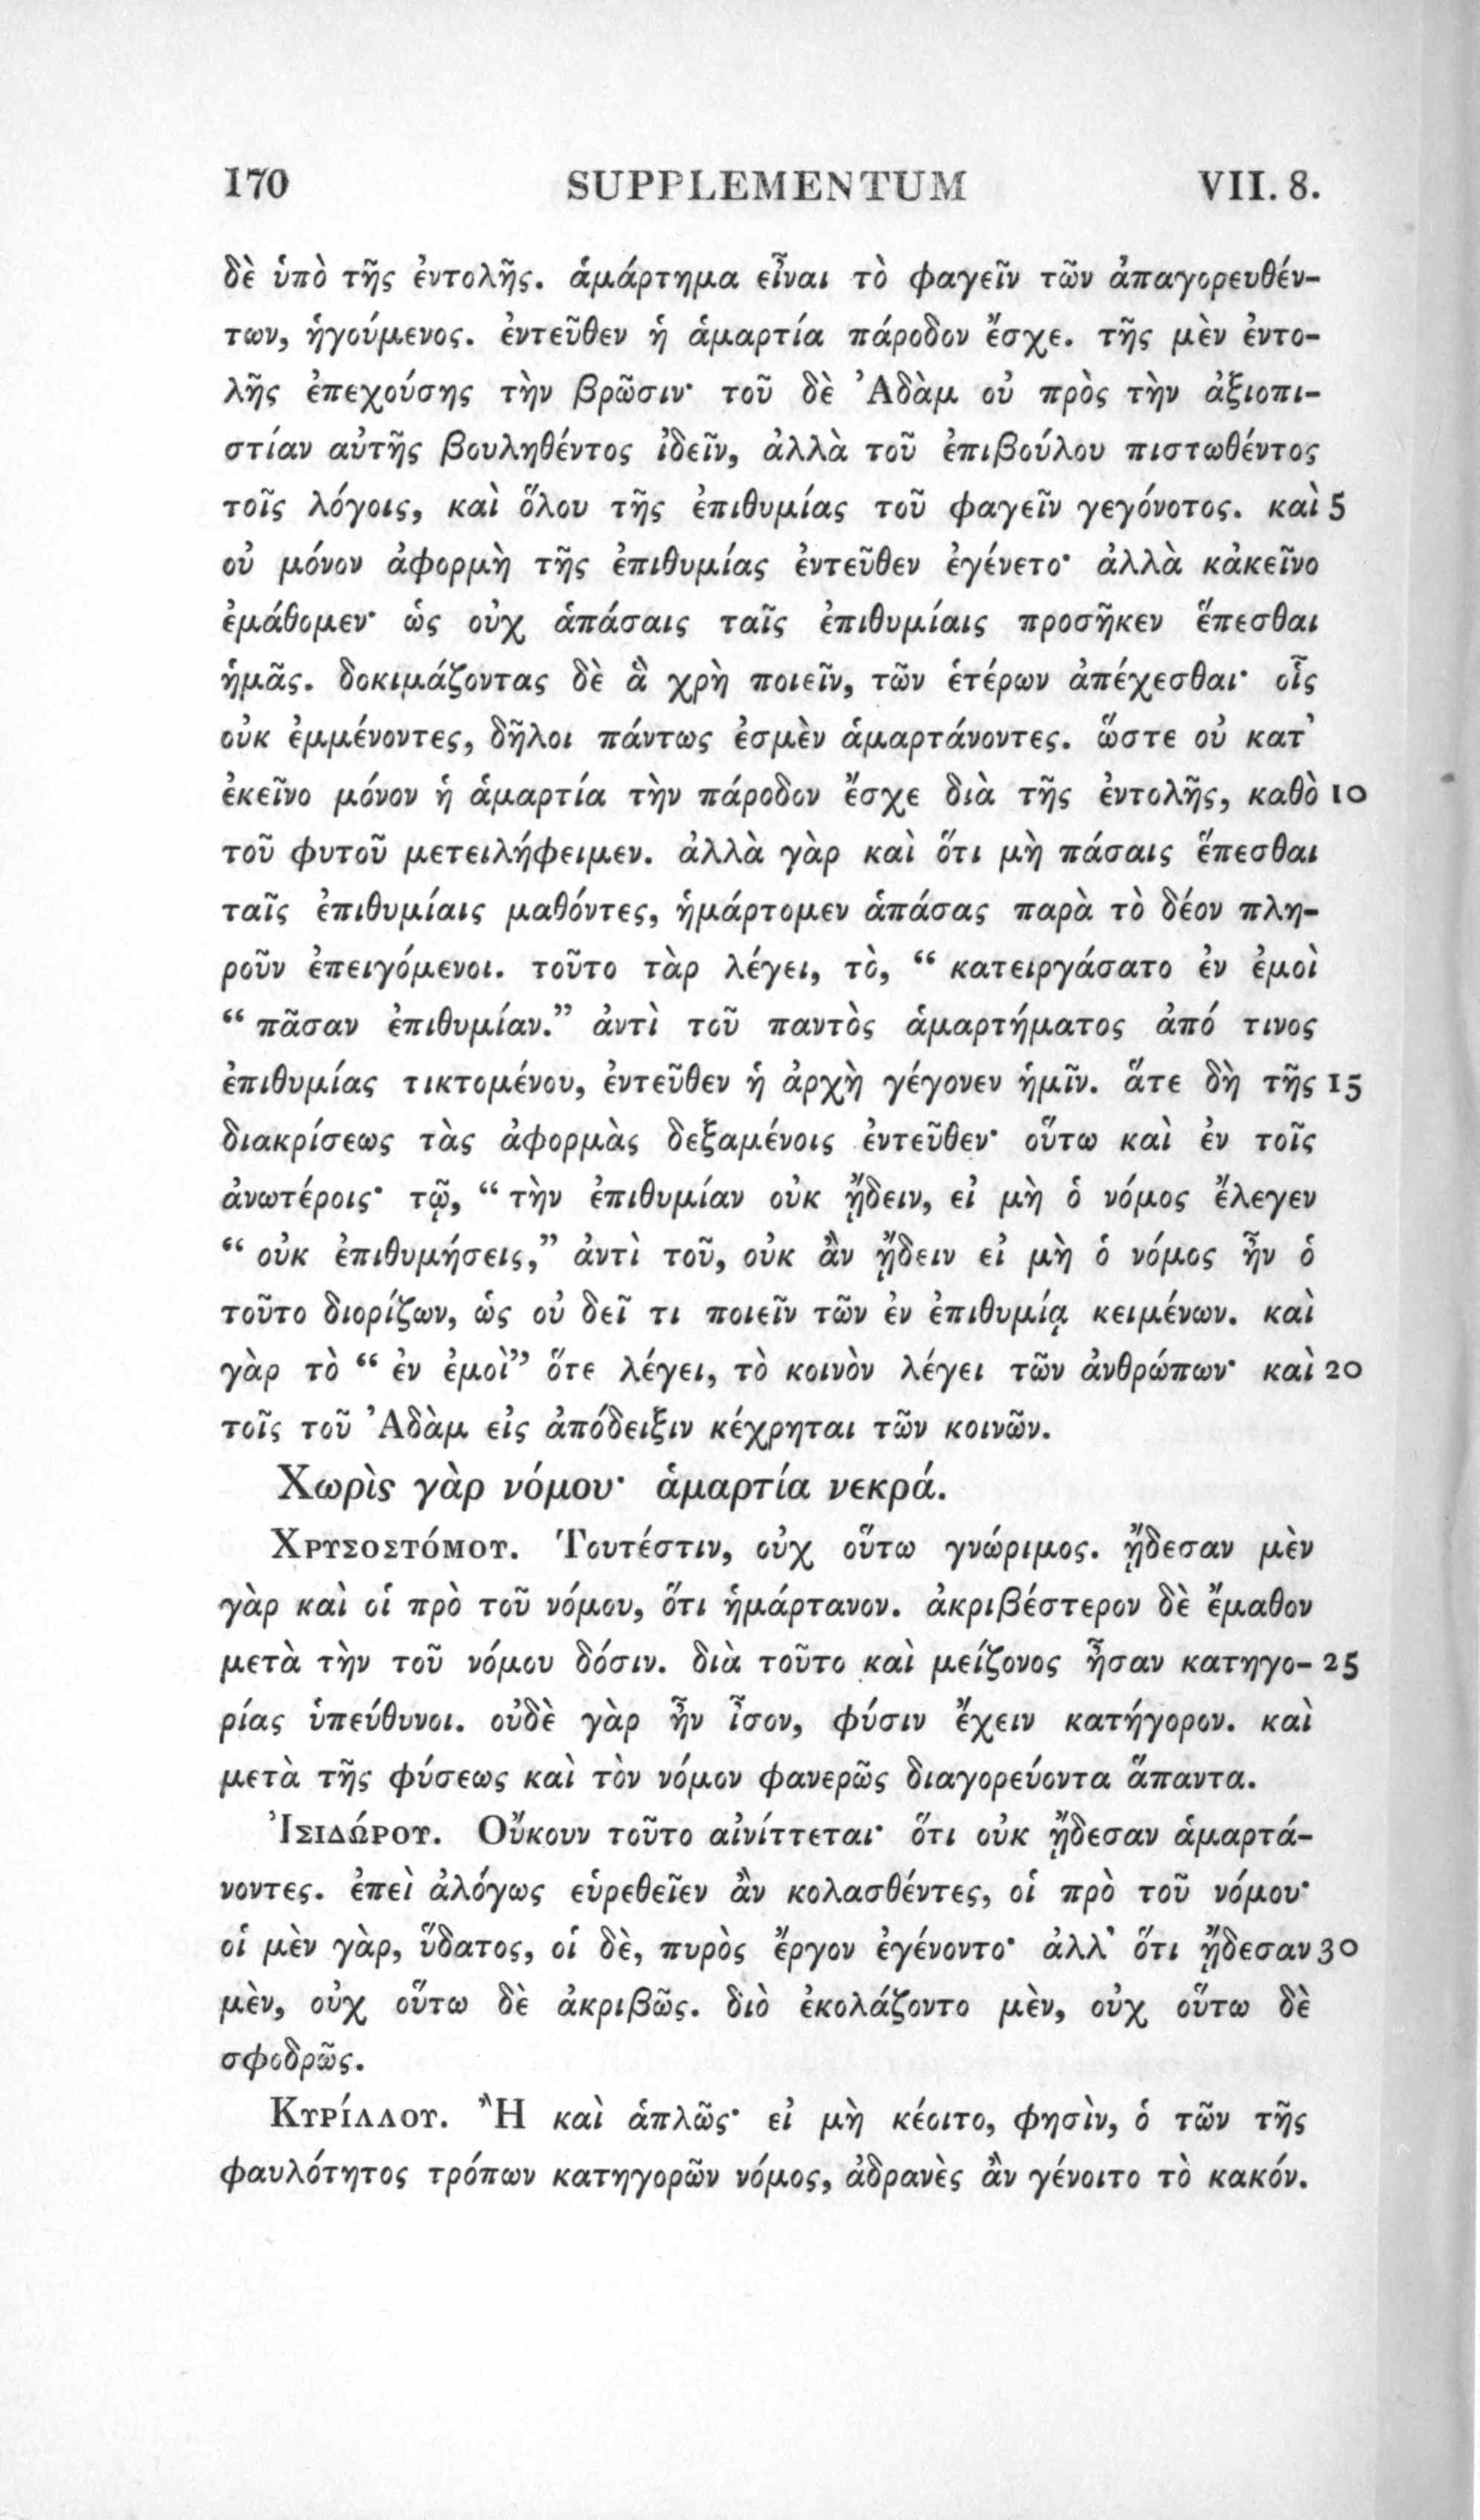 170 SUPPLEMENTUM VII. 8.
δὲ ὑπὸ τῆς ἐντολῆς. ἁμάρτημα εἶναι τὸ φαγεῖν τῶν ἀπαγορευθέν-
των, ἡγούμενος. ἐντεῦθεν ἡ ἁμαρτία πάροδον ἔσχε. τῆς μὲν ἐντο-
λῆς ἐπεχούσης τὴν βρῶσιν· τοῦ δὲ Ἀδὰμ οὐ πρὸς τὴν ἀξιοπι-
στίαν αὐτῆς βουληθέντος ἰδεῖν, ἀλλὰ τοῦ ἐπιβούλου πιστωθέντος
τοῖς λόγοις, καὶ ὅλου τῆς ἐπιθυμίας τοῦ φαγεῖν γεγόνοτος. καὶ 5
οὐ μόνον ἀφορμὴ τῆς ἐπιθυμίας ἐντεῦθεν ἐγένετο· ἀλλὰ κἀκεῖνο
ἐμάθομεν· ὡς οὐχ ἁπάσαις ταῖς ἐπιθυμίαις προσῆκεν ἕπεσθαι
ἡμᾶς. δοκιμάζοντας δὲ ἃ χρὴ ποιεῖν, τῶν ἑτέρων ἀπέχεσθαι· οἷς
οὐκ ἐμμένοντες, δῆλοι πάντως ἐσμὲν ἁμαρτάνοντες. ὥστε οὐ κατ’
ἐκεῖνο μόνον ἡ ἁμαρτία τὴν πάροδον ἔσχε διὰ τῆς ἐντολῆς, καθὸ 10
τοῦ φυτοῦ μετειλήφειμεν. ἀλλὰ γὰρ καὶ ὅτι μὴ πάσαις ἕπεσθαι
ταῖς ἐπιθυμίαις μαθόντες, ἡμάρτομεν ἁπάσας παρὰ τὸ δέον πλη-
ροῦν ἐπειγόμενοι. τοῦτο τὰρ λέγει, τὸ, “ κατειργάσατο ἐν ἐμοὶ
“ πᾶσαν ἐπιθυμίαν.” ἀντὶ τοῦ παντὸς ἁμαρτήματος ἀπό τινος
ἐπιθυμίας τικτομένου, ἐντεῦθεν ἡ ἀρχὴ γέγονεν ἡμῖν. ἅτε δὴ τῆς 15
διακρίσεως τὰς ἀφορμὰς δεξαμένοις ἐντεῦθεν· οὕτω καὶ ἐν τοῖς
ἀνωτέροις· τῷ, “ τὴν ἐπιθυμίαν οὐκ ᾔδειν, εἰ μὴ ὁ νόμος ἔλεγεν
“ οὐκ ἐπιθυμήσεις,” ἀντὶ τοῦ, οὐκ ἂν ᾔδειν εἰ μὴ ὁ νόμος ἦν ὁ
τοῦτο διορίζων, ὡς οὐ δεῖ τι ποιεῖν τῶν ἐν ἐπιθυμίᾳ κειμένων. καὶ
γὰρ τὸ “ ἐν ἐμοὶ” ὅτε λέγει, τὸ κοινὸν λέγει τῶν ἀνθρώπων· καὶ 20
τοῖς τοῦ Ἀδὰμ εἰς ἀπόδειξιν κέχρηται τῶν κοινῶν.
Χωρὶς γὰρ νόμου· ἁμαρτία νεκρά.
Χρυσοστόμου. Τουτέστιν, οὐχ οὕτω γνώριμος. ᾔδεσαν μὲν
γὰρ καὶ οἱ πρὸ τοῦ νόμου, ὅτι ἡμάρτανον. ἀκριβέστερον δὲ ἔμαθον
μετὰ τὴν τοῦ νόμου δόσιν. διὰ τοῦτο καὶ μείζονος ἦσαν κατηγο- 25
ρίας ὑπεύθυνοι. οὐδὲ γὰρ ἦν ἶσον, φύσιν ἔχειν κατήγορον. καὶ
μετὰ τῆς φύσεως καὶ τὸν νόμον φανερῶς διαγορεύοντα ἅπαντα.
Ἰσιδώρου. Οὔκουν τοῦτο αἰνίττεται· ὅτι οὐκ ᾔδεσαν ἁμαρτά-
νοντες. ἐπεὶ ἀλόγως εὑρεθεῖεν ἂν κολασθέντες, οἱ πρὸ τοῦ νόμου·
οἱ μὲν γὰρ, ὕδατος, οἱ δὲ, πυρὸς ἔργον ἐγένοντο· ἀλλ’ ὅτι ᾔδεσαν 30
μὲν, οὐχ οὕτω δὲ ἀκριβῶς. διὸ ἐκολάζοντο μὲν, οὐχ οὕτω δὲ
σφοδρῶς.
Κυρίλλου. Ἢ καὶ ἁπλῶς· εἰ μὴ κέοιτο, φησὶν, ὁ τῶν τῆς
φαυλότητος τρόπων κατηγορῶν νόμος, ἀδρανὲς ἂν γένοιτο τὸ κακόν.